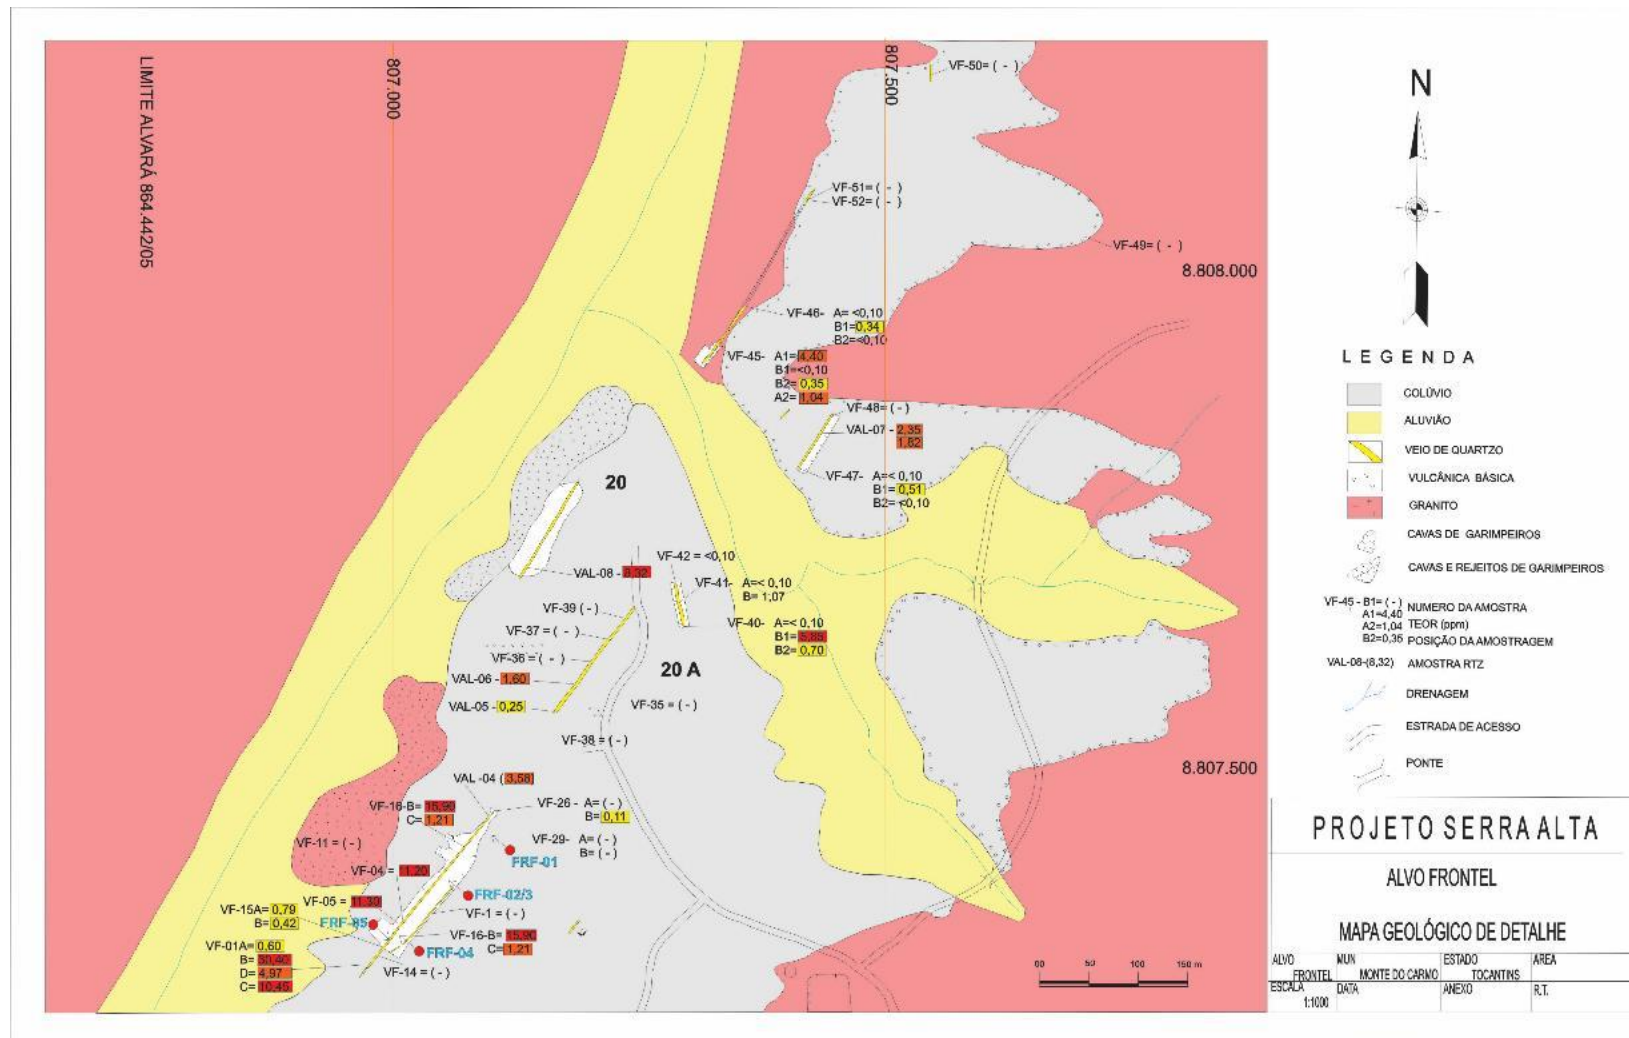 LIMITE ALVARÁ 864.442/05
807.000
807.500
VF-50= ( - )
VF-51= ( - )
VF-52= ( - )
VF-49= ( - )
8.808.000
VF-46- A= <0,10
B1=0,34
B2=<0,10
VF-45- A1=4,40
B1=<0,10
B2= 0,35
A2= 1,04
VF-48= ( - )
VAL-07 - 2,35
1,82
VF-47- A=< 0,10
B1= 0,51
B2= <0,10
20
VF-42 = <0,10
VAL-08 - 8,32
VF-41- A=< 0,10
B= 1,07
VF-39 ( - )
VF-37 = ( - )
VF-40- A=< 0,10
B1=
B2= 0,70
VF-36= ( - )
20 A
VAL-06 - 1,60
VAL-05 - 0,25
VF-35 = ( - )
VF-38 = ( - )
8.807.500
VAL -04 ( 3,58)
VF-16-B= 15,90
C= 1,21
VF-26 - A= ( - )
B= 0,11
VF-11 = ( - )
VF-29- A= ( - )
B= ( - )
FRF-01
VF-04 = 11,20
FRF-02/3
VF-05 = 11,30
VF-15A= 0,79
B= 0,42
VF-1 = ( - )
FRF-05
VF-16-B= 15,90
C= 1,21
FRF-04
VF-01A= 0,60
B= 30,40
D= 4,97
C= 10,45
VF-14 = ( - )
00 50 100 150 m
N
LEGENDA
COLÚVIO
ALUVIÃO
VEIO DE QUARTZO
VULCÂNICA BÁSICA
GRANITO
CAVAS DE GARIMPEIROS
CAVAS E REJEITOS DE GARIMPEIROS
VF-45 - B1= ( - ) NUMERO DA AMOSTRA
A1=4,40
A2=1,04 TEOR (ppm)
B2=0,35 POSIÇÃO DA AMOSTRAGEM
VAL-08-(8,32) AMOSTRA RTZ
DRENAGEM
ESTRADA DE ACESSO
PONTE
PROJETO SERRA ALTA
ALVO FRONTEL
MAPA GEOLÓGICO DE DETALHE
ALVO MUN ESTADO AREA
FRONTEL MONTE DO CARMO TOCANTINS
ESCALA DATA ANEXO R.T.
1:1000